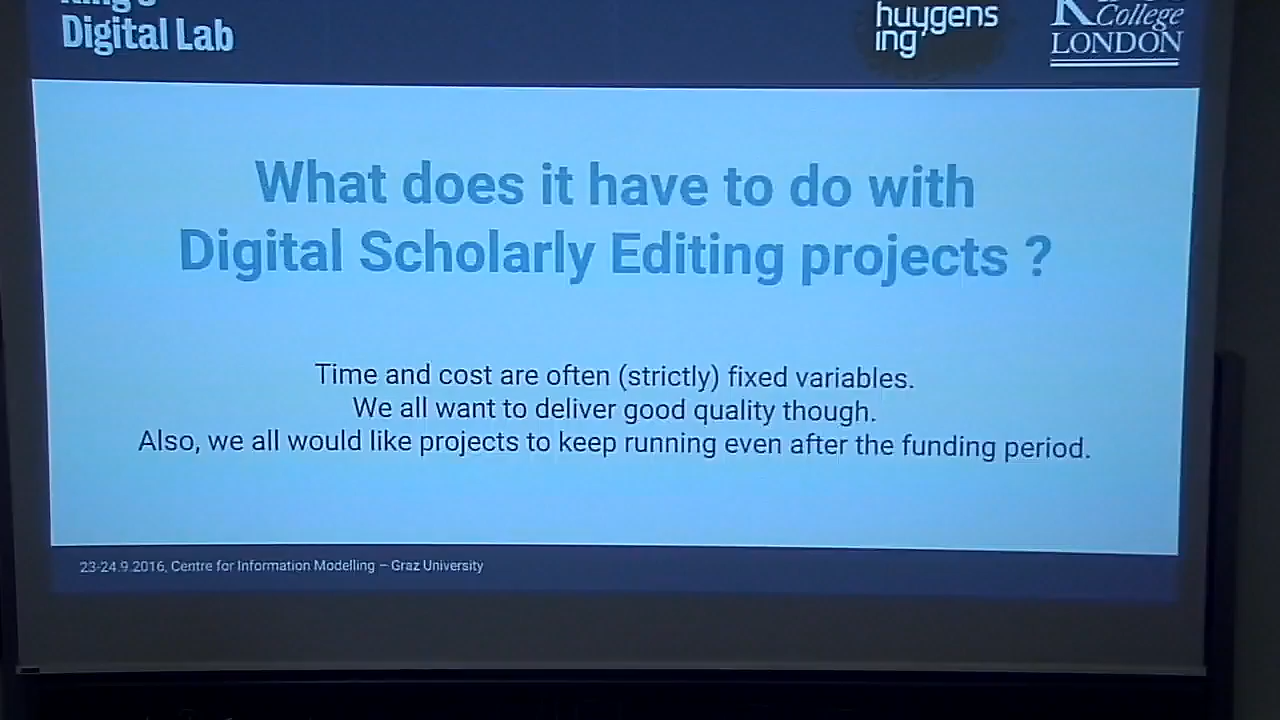 Digital Lab
huygens
ing
College
LONDON
What does it have to do with
Digital Scholarly Editing projects ?
Time and cost are often (strictly) fixed variables.
We all want to deliver good quality though.
Also, we all would like projects to keep running even after the funding period.
23-24.9.2016, Centre for Information Modelling – Graz University